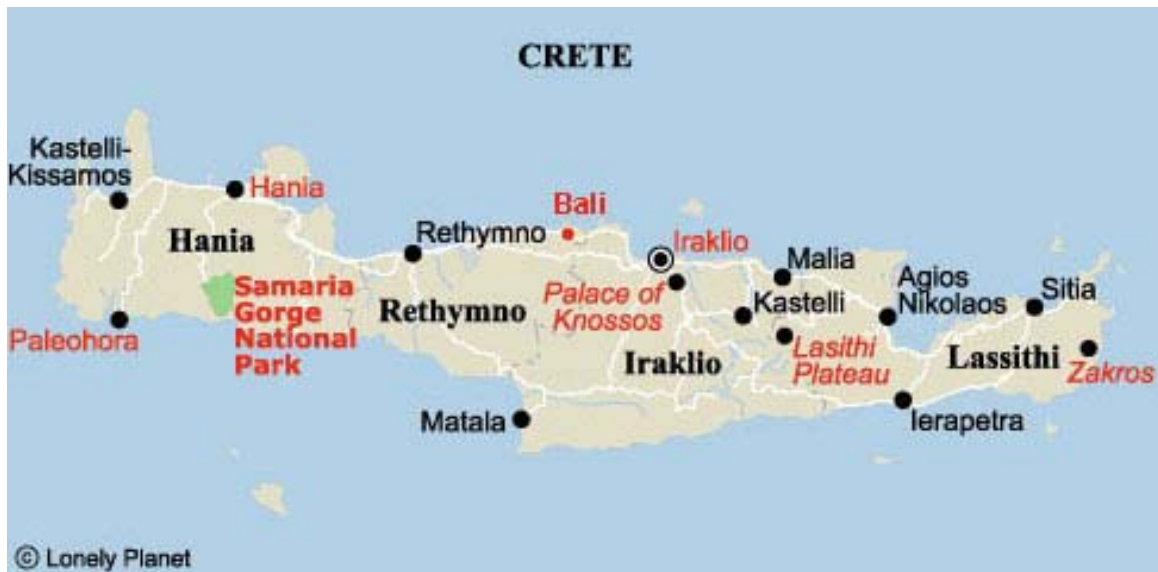 CRETE
Kastelli-
Kissamos
Hania
Hania
Rethymno
Bali
Iraklio
Malia
Agios
Nikolaos
Sitia
Samaria
Gorge
National
Park
Rethymno
Palace of
Knossos
Kastelli
Paleohora
Iraklio
Lasithi
Plateau
Lassithi
Zakros
Matala
Ierapetra
© Lonely Planet